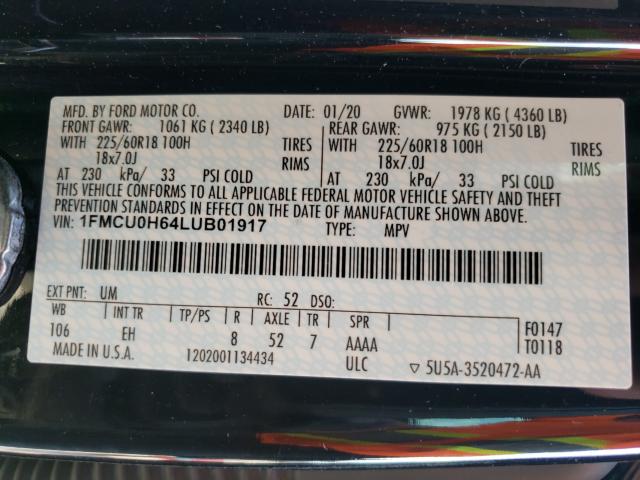 MFD. BY FORD MOTOR CO. DATE: 01/20 GVWR: 1978 KG ( 4360 LB)
FRONT GAWR: 1061 KG ( 2340 LB) REAR GAWR: 975 KG ( 2150 LB)
WITH 225/60R18 100H TIRES WITH 225/60R18 100H TIRES
18x7.0J RIMS 18x7.0J RIMS
AT 230 kPa/ 33 PSI COLD AT 230 kPa/ 33 PSI COLD
THIS VEHICLE CONFORMS TO ALL APPLICABLE FEDERAL MOTOR VEHICLE SAFETY AND THEFT
PREVENTION STANDARDS IN EFFECT ON THE DATE OF MANUFACTURE SHOWN ABOVE.
VIN: 1FMCU0H64LUB01917 TYPE: MPV
EXT PNT: UM RC: 52 DSO:
WB INT TR TP/PS R AXLE TR SPR F0147
106 EH 8 52 7 AAAA T0118
MADE IN U.S.A. 1202001134434 ULC ▽ 5U5A-3520472-AA